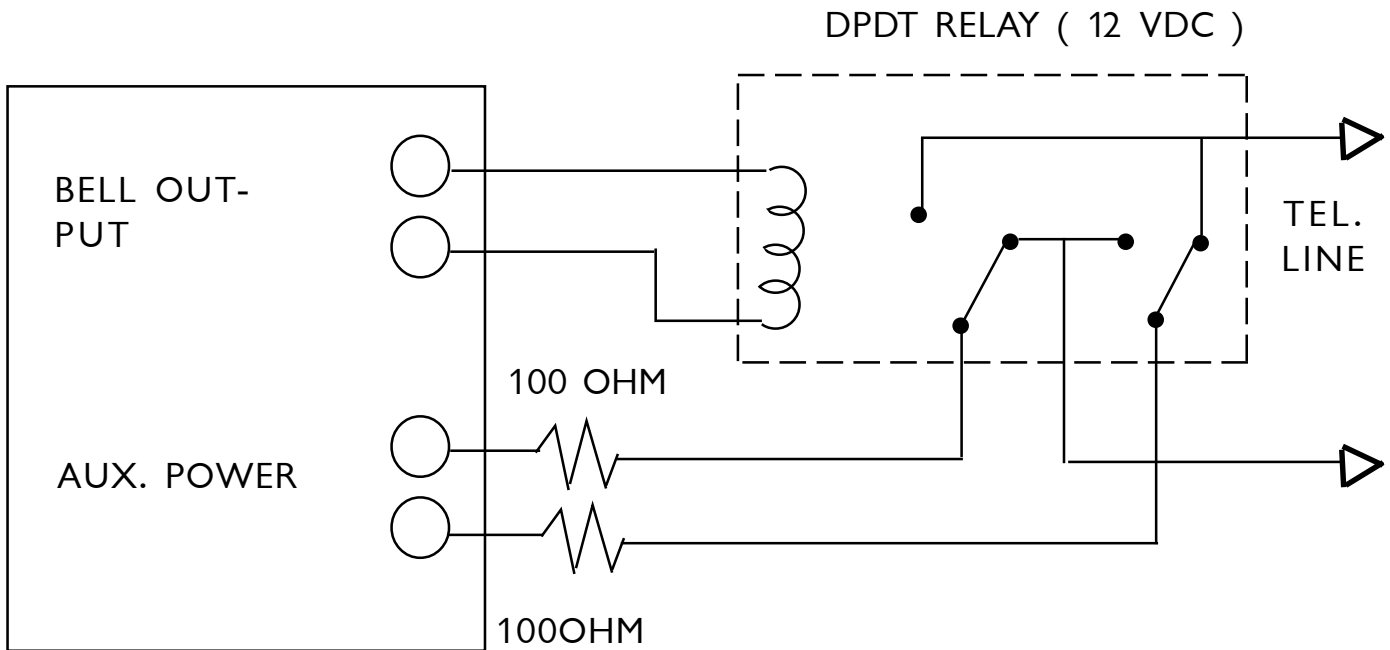 DPDT RELAY ( 12 VDC )
BELL OUT-
PUT
TEL.
LINE
100 OHM
AUX. POWER
100OHM